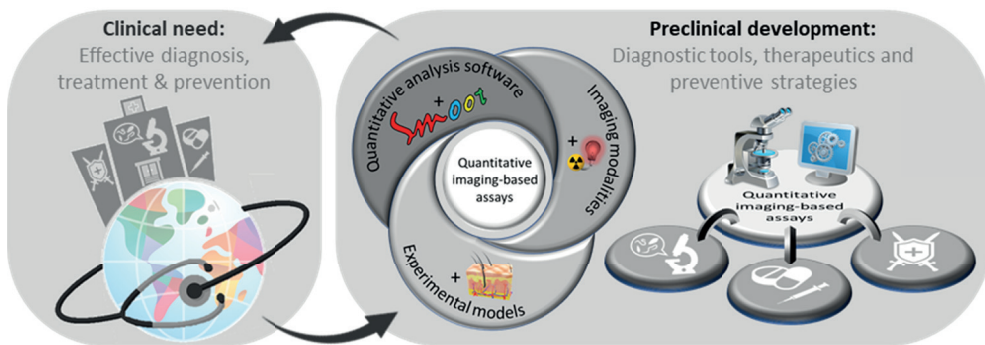 Clinical need:
Effective diagnosis,
treatment & prevention
Quantitative analysis software
+
Smoot
Imaging modalities
+
Quantitative
imaging-based
assays
Experimental models
+
Preclinical development:
Diagnostic tools, therapeutics and
preventive strategies
Quantitative
imaging-based
assays